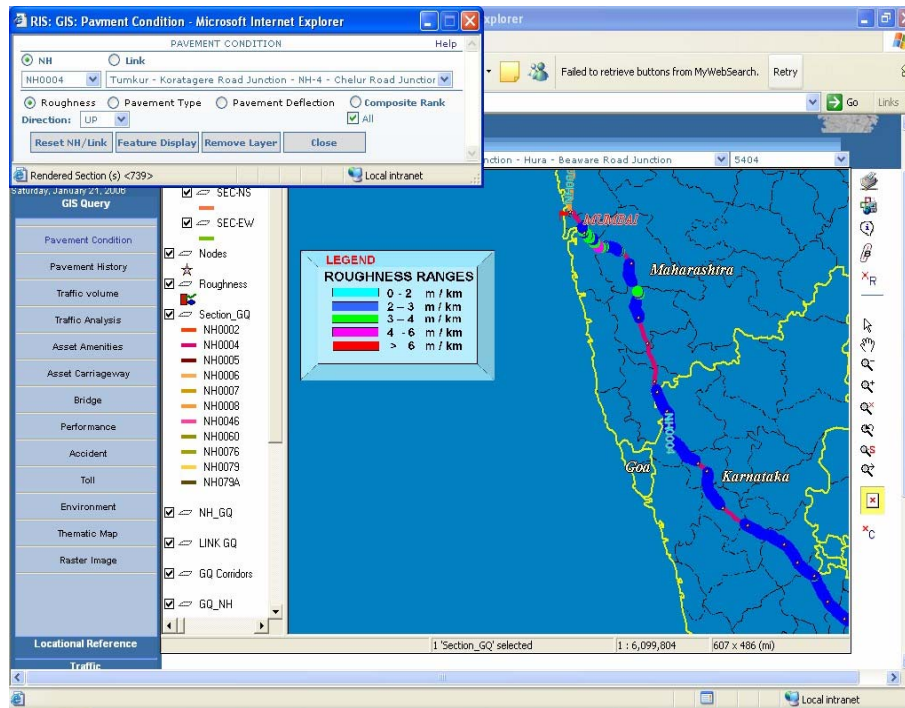 RIS: GIS: Pavment Condition - Microsoft Internet Explorer
xplorer
PAVEMENT CONDITION
Help
NH
Link
NH0004
Tumkur - Koratagere Road Junction - NH-4 - Chelur Road Junction
Roughness
Pavement Type
Pavement Deflection
Composite Rank
Direction:
UP
All
Reset NH/Link
Feature Display
Remove Layer
Close
Rendered Section (s) <739>
Local intranet
Failed to retrieve buttons from MyWebSearch.
Retry
Go
Links
nction - Hura - Beaware Road Junction
5404
Saturday, January 21, 2006
GIS Query
Pavement Condition
Pavement History
Traffic volume
Traffic Analysis
Asset Amenities
Asset Carriageway
Bridge
Performance
Accident
Toll
Environment
Thematic Map
Raster Image
Locational Reference
Traffic
SEC-NS
SEC-EW
Nodes
Roughness
Section_GQ
NH0002
NH0004
NH0005
NH0006
NH0007
NH0008
NH0046
NH0060
NH0076
NH0079
NH079A
NH_GQ
LINK GQ
GQ Corridors
GQ_NH
LEGEND
ROUGHNESS RANGES
0 - 2 m / km
2 – 3 m / km
3 – 4 m / km
4 - 6 m / km
> 6 m / km
MUMBAI
Maharashtra
NH0004
Goa
Karnataka
R
S
C
1 'Section_GQ' selected
1 : 6,099,804
607 x 486 (mi)
Local intranet